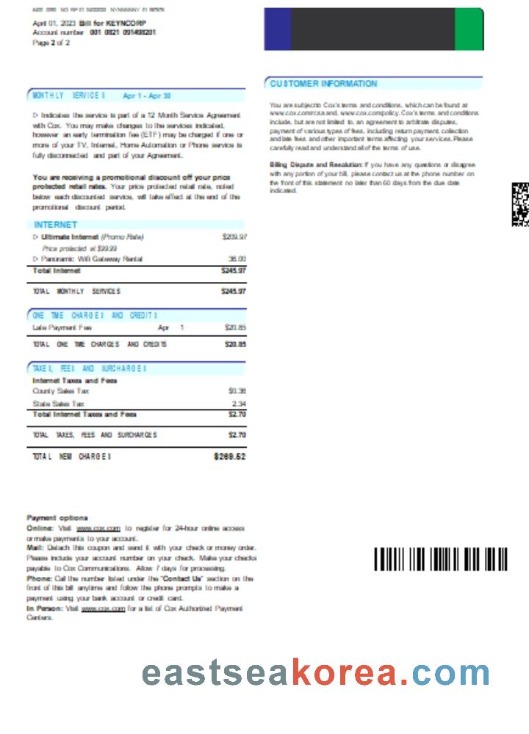 April 01, 2023 Bill for KEYNCORP
Account number 001 0821 091498201
Page 2 of 2
MONTHLY SERVICES Apr 1 - Apr 30
▷ Indicates the service is part of a 12 Month Service Agreement
with Cox. You may make changes to the services indicated,
however an early termination fee (ETF) may be charged if one or
more of your TV, Internet, Home Automation or Phone service is
fully disconnected and part of your Agreement.
You are receiving a promotional discount off your price
protected retail rates. Your price protected retail rate, noted
below each discounted service, will take effect at the end of the
promotional discount period.
INTERNET
▷ Ultimate Internet (Promo Rate) $209.97
Price protected at $99.99
▷ Panoramic Wifi Gateway Rental 36.00
Total Internet $245.97
TOTAL MONTHLY SERVICES $245.97
ONE TIME CHARGES AND CREDITS
Late Payment Fee Apr 1 $20.85
TOTAL ONE TIME CHARGES AND CREDITS $20.85
TAXES, FEES AND SURCHARGES
Internet Taxes and Fees
County Sales Tax $0.36
State Sales Tax 2.34
Total Internet Taxes and Fees $2.70
TOTAL TAXES, FEES AND SURCHARGES $2.70
TOTAL NEW CHARGES $269.52
Payment options
Online: Visit www.cox.com to register for 24-hour online access
or make payments to your account.
Mail: Detach this coupon and send it with your check or money order.
Please include your account number on your check. Make your checks
payable to Cox Communications. Allow 7 days for processing.
Phone: Call the number listed under the "Contact Us" section on the
front of this bill anytime and follow the phone prompts to make a
payment using your bank account or credit card.
In Person: Visit www.cox.com for a list of Cox Authorized Payment
Centers.
CUSTOMER INFORMATION
You are subject to Cox's terms and conditions, which can be found at
www.cox.com/csa and, www.cox.com/policy. Cox's terms and conditions
include, but are not limited to, an agreement to arbitrate disputes,
payment of various types of fees, including return payment, collection
and late fees and other important terms affecting your services. Please
carefully read and understand all of the terms of use.
Billing Dispute and Resolution: If you have any questions or disagree
with any portion of your bill, please contact us at the phone number on
the front of this statement no later than 60 days from the due date
indicated.
eastseakorea.com